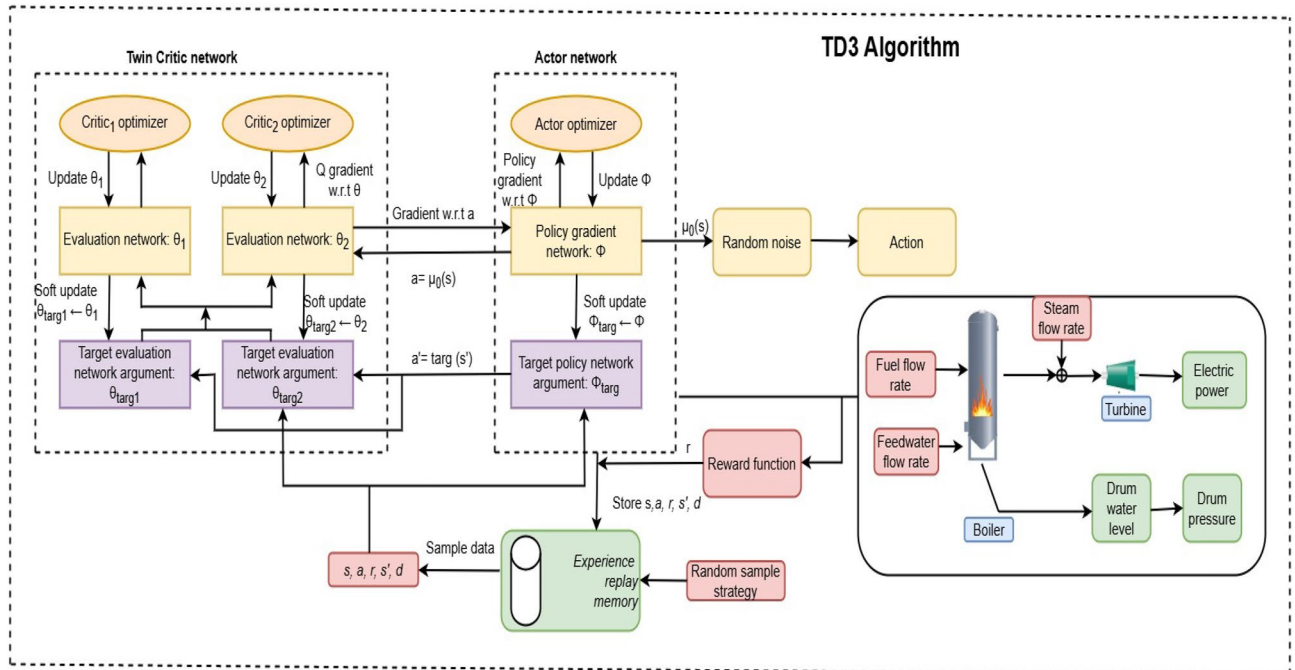 TD3 Algorithm
Twin Critic network
Actor network
Critic₁ optimizer
Critic₂ optimizer
Actor optimizer
Update θ₁
Update θ₂
Q gradient
w.r.t θ
Policy
gradient
w.r.t Φ
Update Φ
Evaluation network: θ₁
Evaluation network: θ₂
Gradient w.r.t a
a= μ₀(s)
Policy gradient
network: Φ
μ₀(s)
Random noise
Action
Soft update
θtarg1 ← θ₁
Soft update
θtarg2 ← θ₂
Soft update
Φtarg ← Φ
Target evaluation
network argument:
θtarg1
Target evaluation
network argument:
θtarg2
a'= targ (s')
Target policy network
argument: Φtarg
Steam
flow rate
Fuel flow
rate
Turbine
Electric
power
Feedwater
flow rate
Boiler
Drum
water
level
Drum
pressure
r
Reward function
Store s,a, r, s', d
Sample data
s, a, r, s', d
Experience
replay
memory
Random sample
strategy